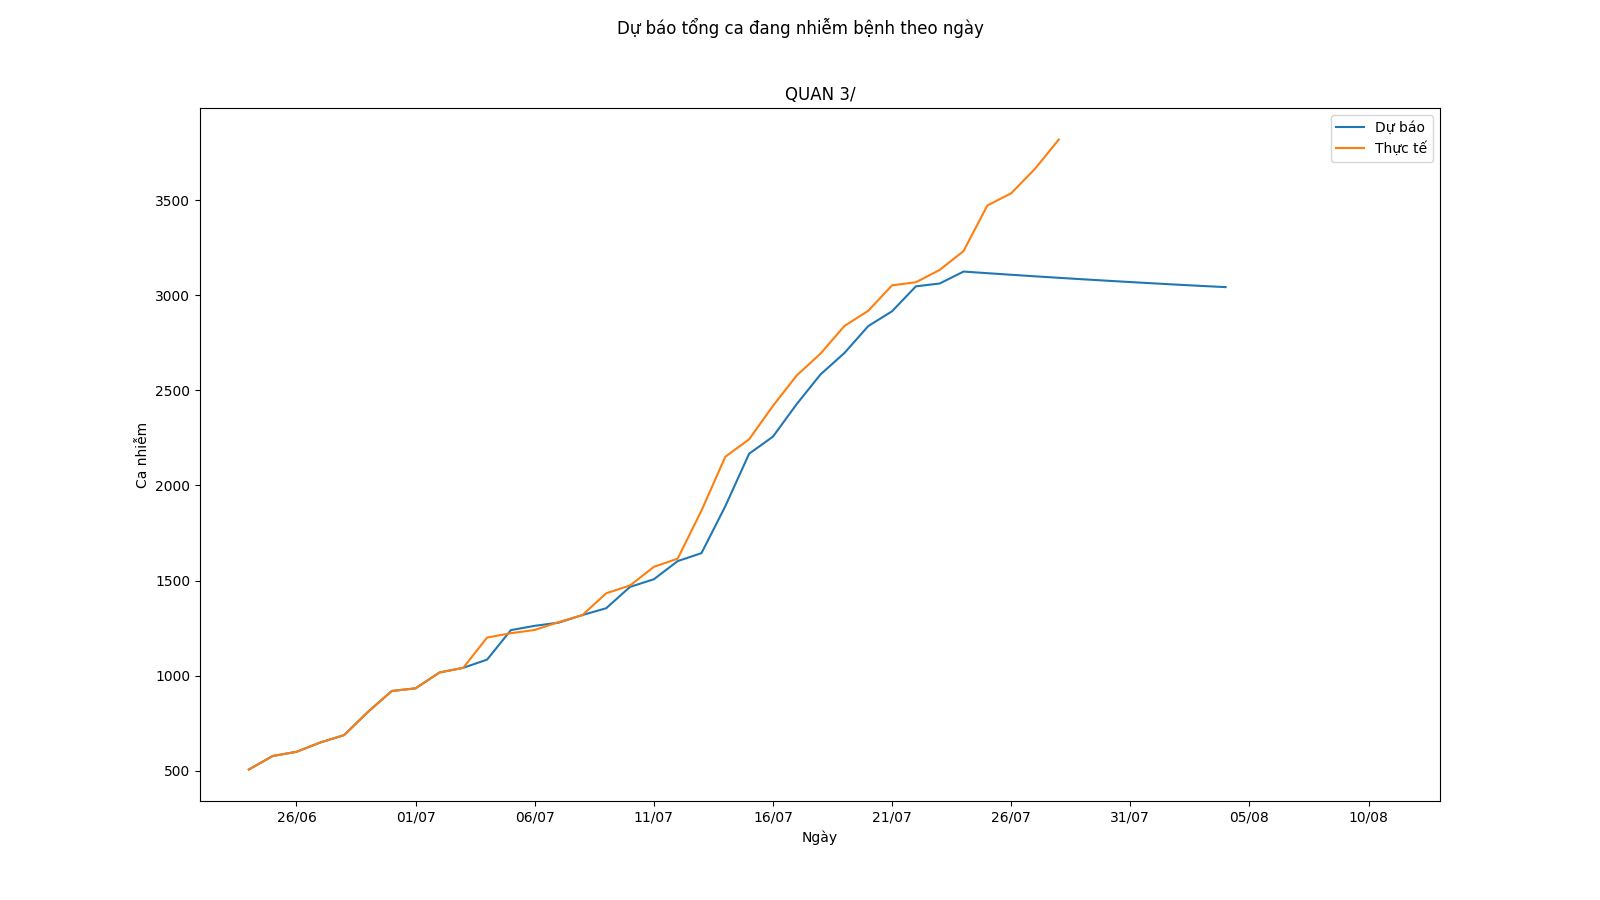 Dự báo tổng ca đang nhiễm bệnh theo ngày
QUAN 3/
Dự báo
Thực tế
3500
3000
2500
2000
1500
1000
500
Ca nhiễm
26/06 01/07 06/07 11/07 16/07 21/07 26/07 31/07 05/08 10/08
Ngày